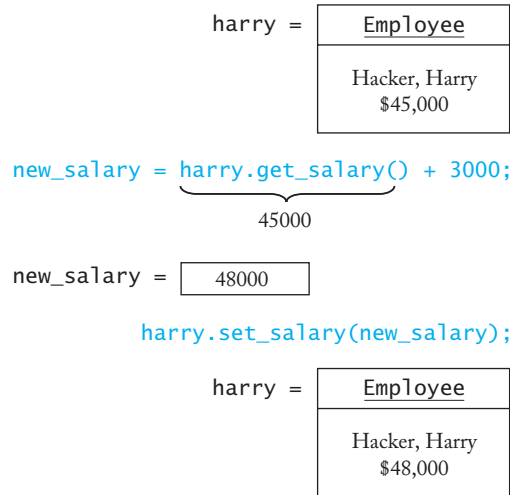 harry = Employee
Hacker, Harry
$45,000
new_salary = harry.get_salary() + 3000;
45000
new_salary = 48000
harry.set_salary(new_salary);
harry = Employee
Hacker, Harry
$48,000